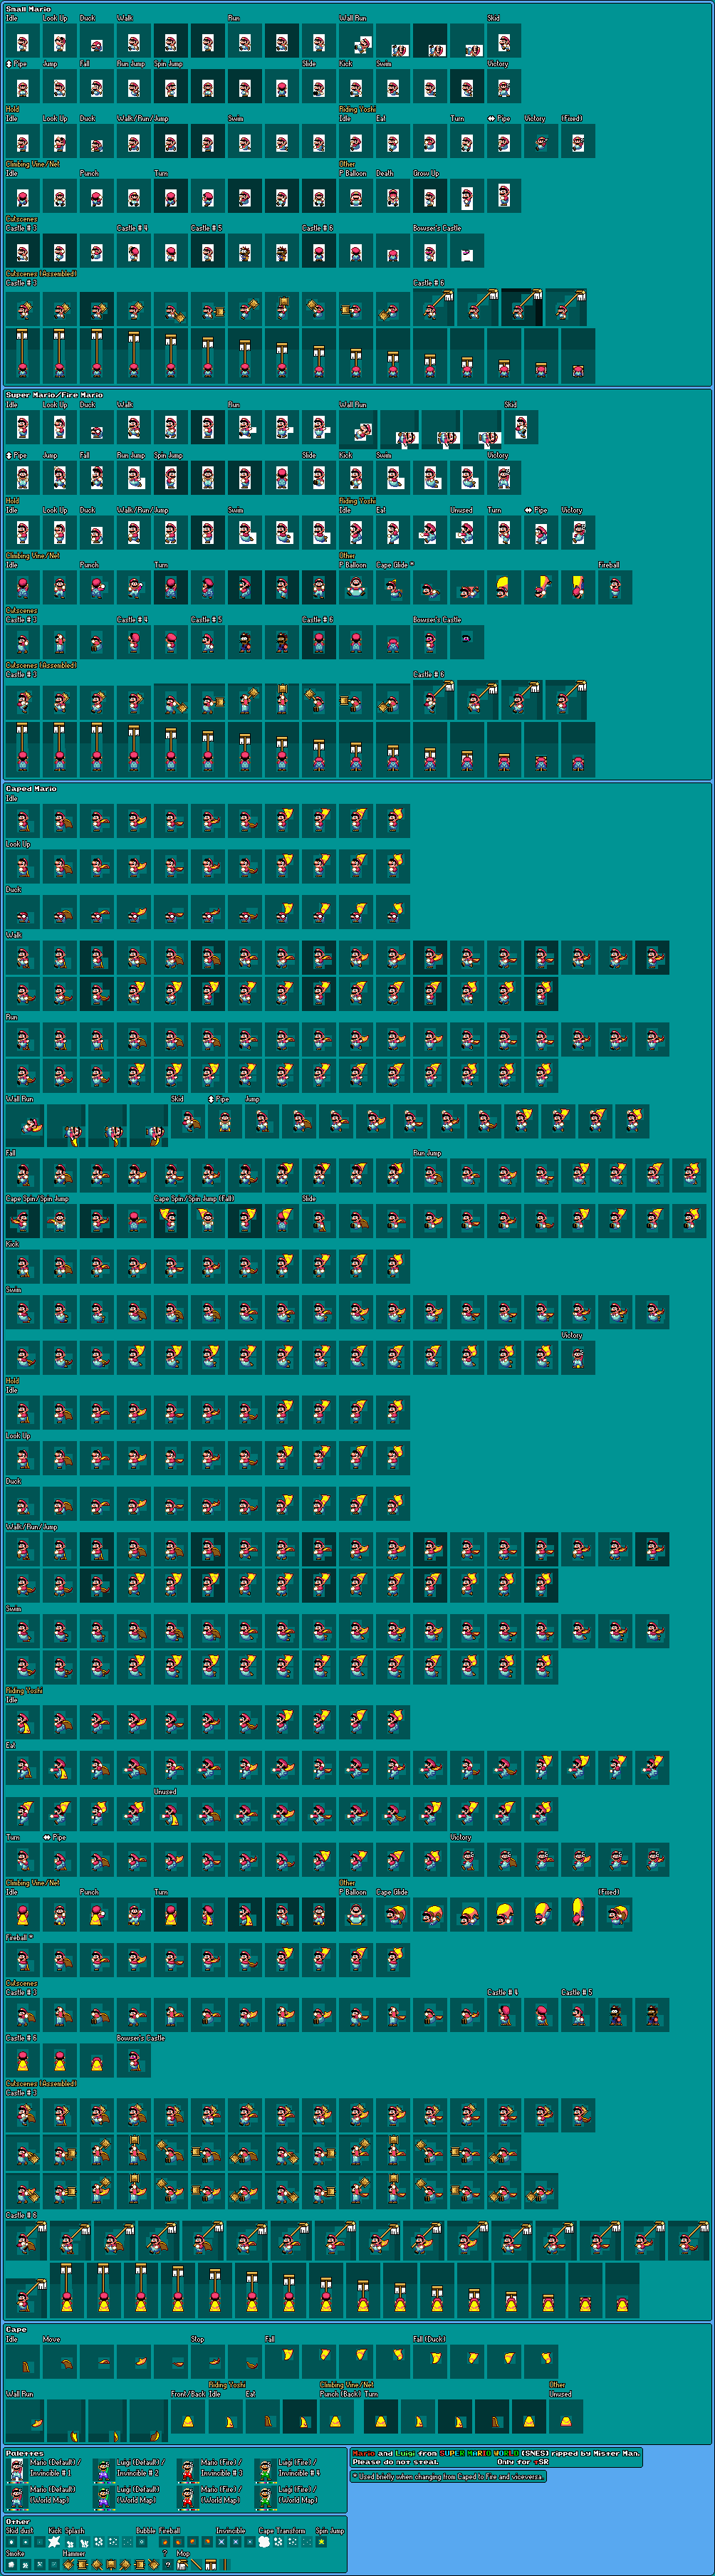 Small Mario
Idle Look Up Duck Walk Run Wall Run Skid
Pipe Jump Fall Run Jump Spin Jump Slide Kick Swim Victory
Hold Riding Yoshi
Idle Look Up Duck Walk/Run/Jump Swim Idle Eat Turn Pipe Victory (Fixed)
Climbing Vine/Net Other
Idle Punch Turn P Balloon Death Grow Up
Cutscenes
Castle #3 Castle #4 Castle #5 Castle #6 Bowser's Castle
Cutscenes (Assembled)
Castle #3 Castle #6
Super Mario/Fire Mario
Idle Look Up Duck Walk Run Wall Run Skid
Pipe Jump Fall Run Jump Spin Jump Slide Kick Swim Victory
Hold Riding Yoshi
Idle Look Up Duck Walk/Run/Jump Swim Idle Eat Unused Turn Pipe Victory
Climbing Vine/Net Other
Idle Punch Turn P Balloon Cape Glide * Fireball
Cutscenes
Castle #3 Castle #4 Castle #5 Castle #6 Bowser's Castle
Cutscenes (Assembled)
Castle #3 Castle #6
Caped Mario
Idle
Look Up
Duck
Walk
Run
Wall Run Skid Pipe Jump
Fall Run Jump
Cape Spin/Spin Jump Cape Spin/Spin Jump (Fall) Slide
Kick
Swim
Victory
Hold
Idle
Look Up
Duck
Walk/Run/Jump
Swim
Riding Yoshi
Idle
Eat
Unused
Turn Pipe Victory
Climbing Vine/Net Other
Idle Punch Turn P Balloon Cape Glide (Fixed)
Fireball *
Cutscenes
Castle #3 Castle #4 Castle #5
Castle #6 Bowser's Castle
Cutscenes (Assembled)
Castle #3
Castle #6
Cape
Idle Move Stop Fall Fall (Duck)
Riding Yoshi Climbing Vine/Net Other
Wall Run Front/Back Idle Eat Punch (Back) Turn Unused
Palettes
Mario (Default) / Invincible #1
Luigi (Default) / Invincible #2
Mario (Fire) / Invincible #3
Luigi (Fire) / Invincible #4
Mario (Default) (World Map)
Luigi (Default) (World Map)
Mario (Fire) / (World Map)
Luigi (Fire) / (World Map)
Mario and Luigi from SUPER MARIO WORLD (SNES) ripped by Mister Man.
Please do not steal. Only for tSR
* Used briefly when changing from Caped to Fire and viceversa.
Other
Skid dust Kick Splash Bubble Fireball Invincible Cape Transform Spin Jump
Smoke Hammer ? Mop